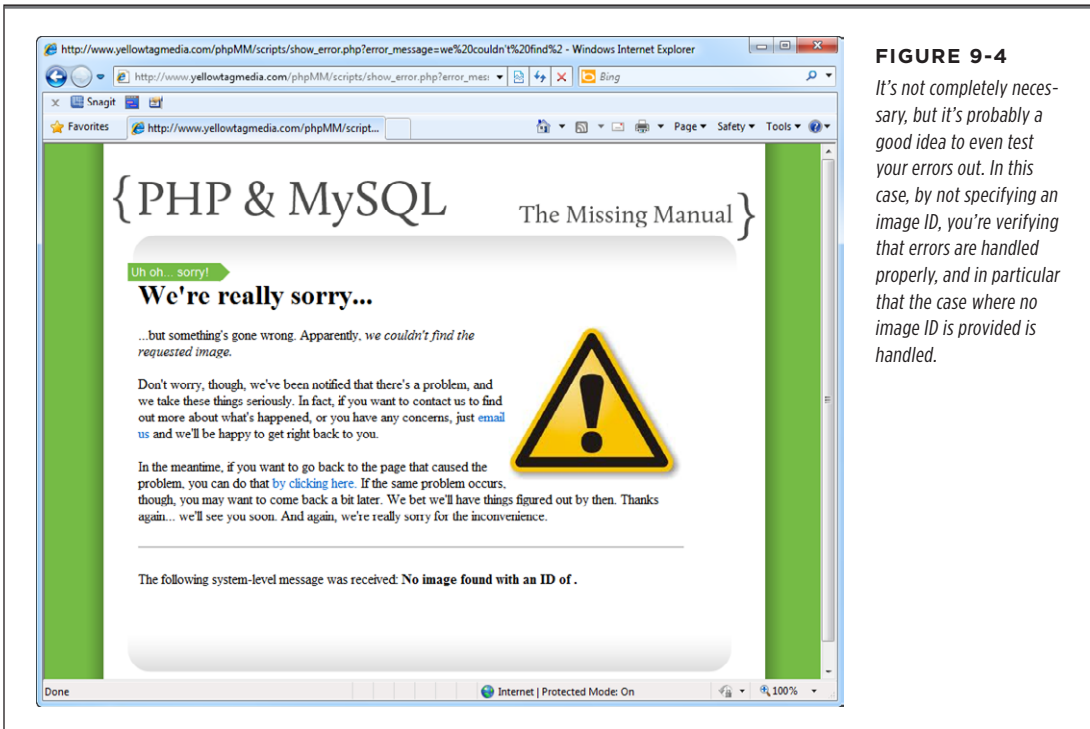 http://www.yellowtagmedia.com/phpMM/scripts/show_error.php?error_message=we%20couldn't%20find%2 - Windows Internet Explorer
http://www.yellowtagmedia.com/phpMM/scripts/show_error.php?error_mes:
Bing
x Snagit
Favorites
http://www.yellowtagmedia.com/phpMM/script...
Page
Safety
Tools
{PHP & MySQL
The Missing Manual}
Uh oh... sorry!
We're really sorry...
...but something's gone wrong. Apparently, we couldn't find the
requested image.
Don't worry, though, we've been notified that there's a problem, and
we take these things seriously. In fact, if you want to contact us to find
out more about what's happened, or you have any concerns, just email
us and we'll be happy to get right back to you.
In the meantime, if you want to go back to the page that caused the
problem, you can do that by clicking here. If the same problem occurs,
though, you may want to come back a bit later. We bet we'll have things figured out by then. Thanks
again... we'll see you soon. And again, we're really sorry for the inconvenience.
The following system-level message was received: No image found with an ID of .
Done
Internet | Protected Mode: On
100%
FIGURE 9-4
It's not completely neces-
sary, but it's probably a
good idea to even test
your errors out. In this
case, by not specifying an
image ID, you're verifying
that errors are handled
properly, and in particular
that the case where no
image ID is provided is
handled.